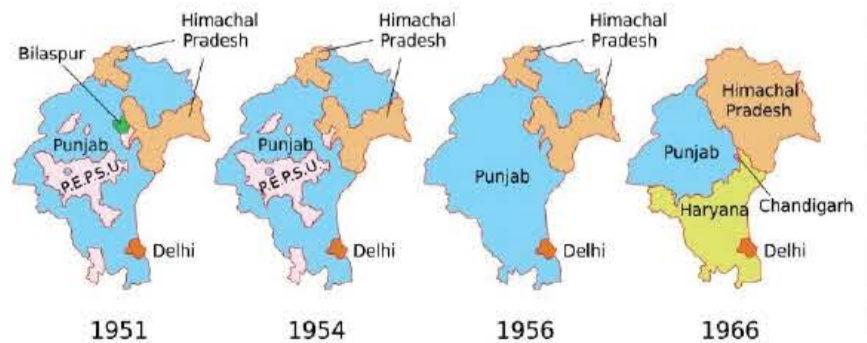 Himachal
Pradesh
Bilaspur
Punjab
P.E.P.S.U.
Delhi
1951
Himachal
Pradesh
Punjab
P.E.P.S.U.
Delhi
1954
Himachal
Pradesh
Punjab
Delhi
1956
Himachal
Pradesh
Punjab
Haryana
Chandigarh
Delhi
1966